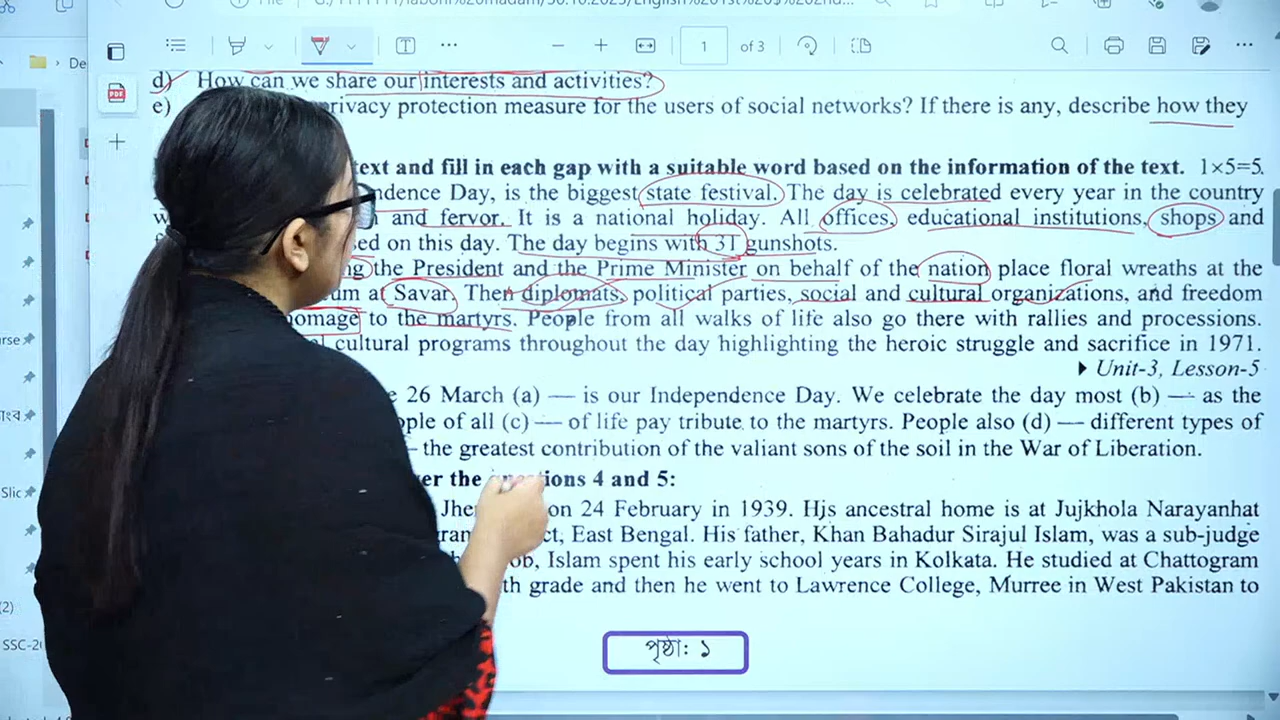 1 of 3
De
d) How can we share our interests and activities?
e) privacy protection measure for the users of social networks? If there is any, describe how they
text and fill in each gap with a suitable word based on the information of the text. 1×5=5
ndence Day, is the biggest state festival. The day is celebrated every year in the country
and fervor. It is a national holiday. All offices, educational institutions, shops and
ed on this day. The day begins with 31 gunshots.
ng the President and the Prime Minister on behalf of the nation place floral wreaths at the
um at Savar. Then diplomats, political parties, social and cultural organizations, and freedom
homage to the martyrs. People from all walks of life also go there with rallies and processions.
l cultural programs throughout the day highlighting the heroic struggle and sacrifice in 1971.
▶ Unit-3, Lesson-5
e 26 March (a) — is our Independence Day. We celebrate the day most (b) — as the
ople of all (c) — of life pay tribute to the martyrs. People also (d) — different types of
– the greatest contribution of the valiant sons of the soil in the War of Liberation.
er the questions 4 and 5:
Jhe on 24 February in 1939. His ancestral home is at Jujkhola Narayanhat
gram ct, East Bengal. His father, Khan Bahadur Sirajul Islam, was a sub-judge
ob, Islam spent his early school years in Kolkata. He studied at Chattogram
th grade and then he went to Lawrence College, Murree in West Pakistan to
পৃষ্ঠা: ১
urse
Slic
(2)
SSC-20